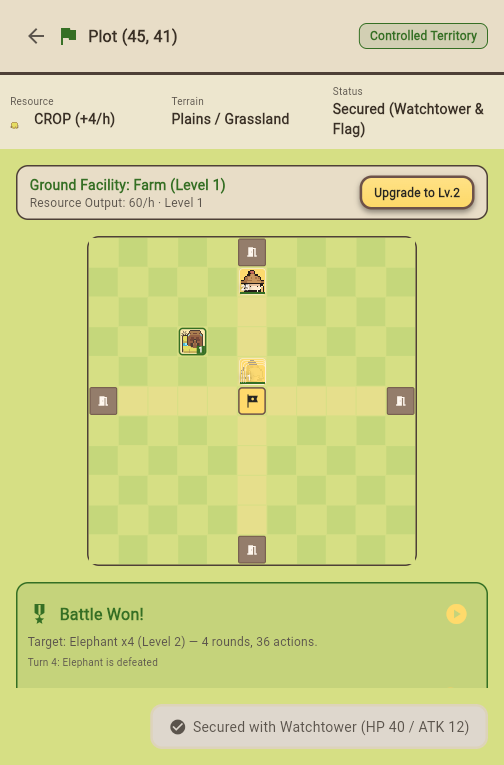 Plot (45, 41)
Controlled Territory
Resource
CROP (+4/h)
Terrain
Plains / Grassland
Status
Secured (Watchtower &
Flag)
Ground Facility: Farm (Level 1)
Resource Output: 60/h · Level 1
Upgrade to Lv.2
1
Battle Won!
Target: Elephant x4 (Level 2) — 4 rounds, 36 actions.
Turn 4: Elephant is defeated
Secured with Watchtower (HP 40 / ATK 12)